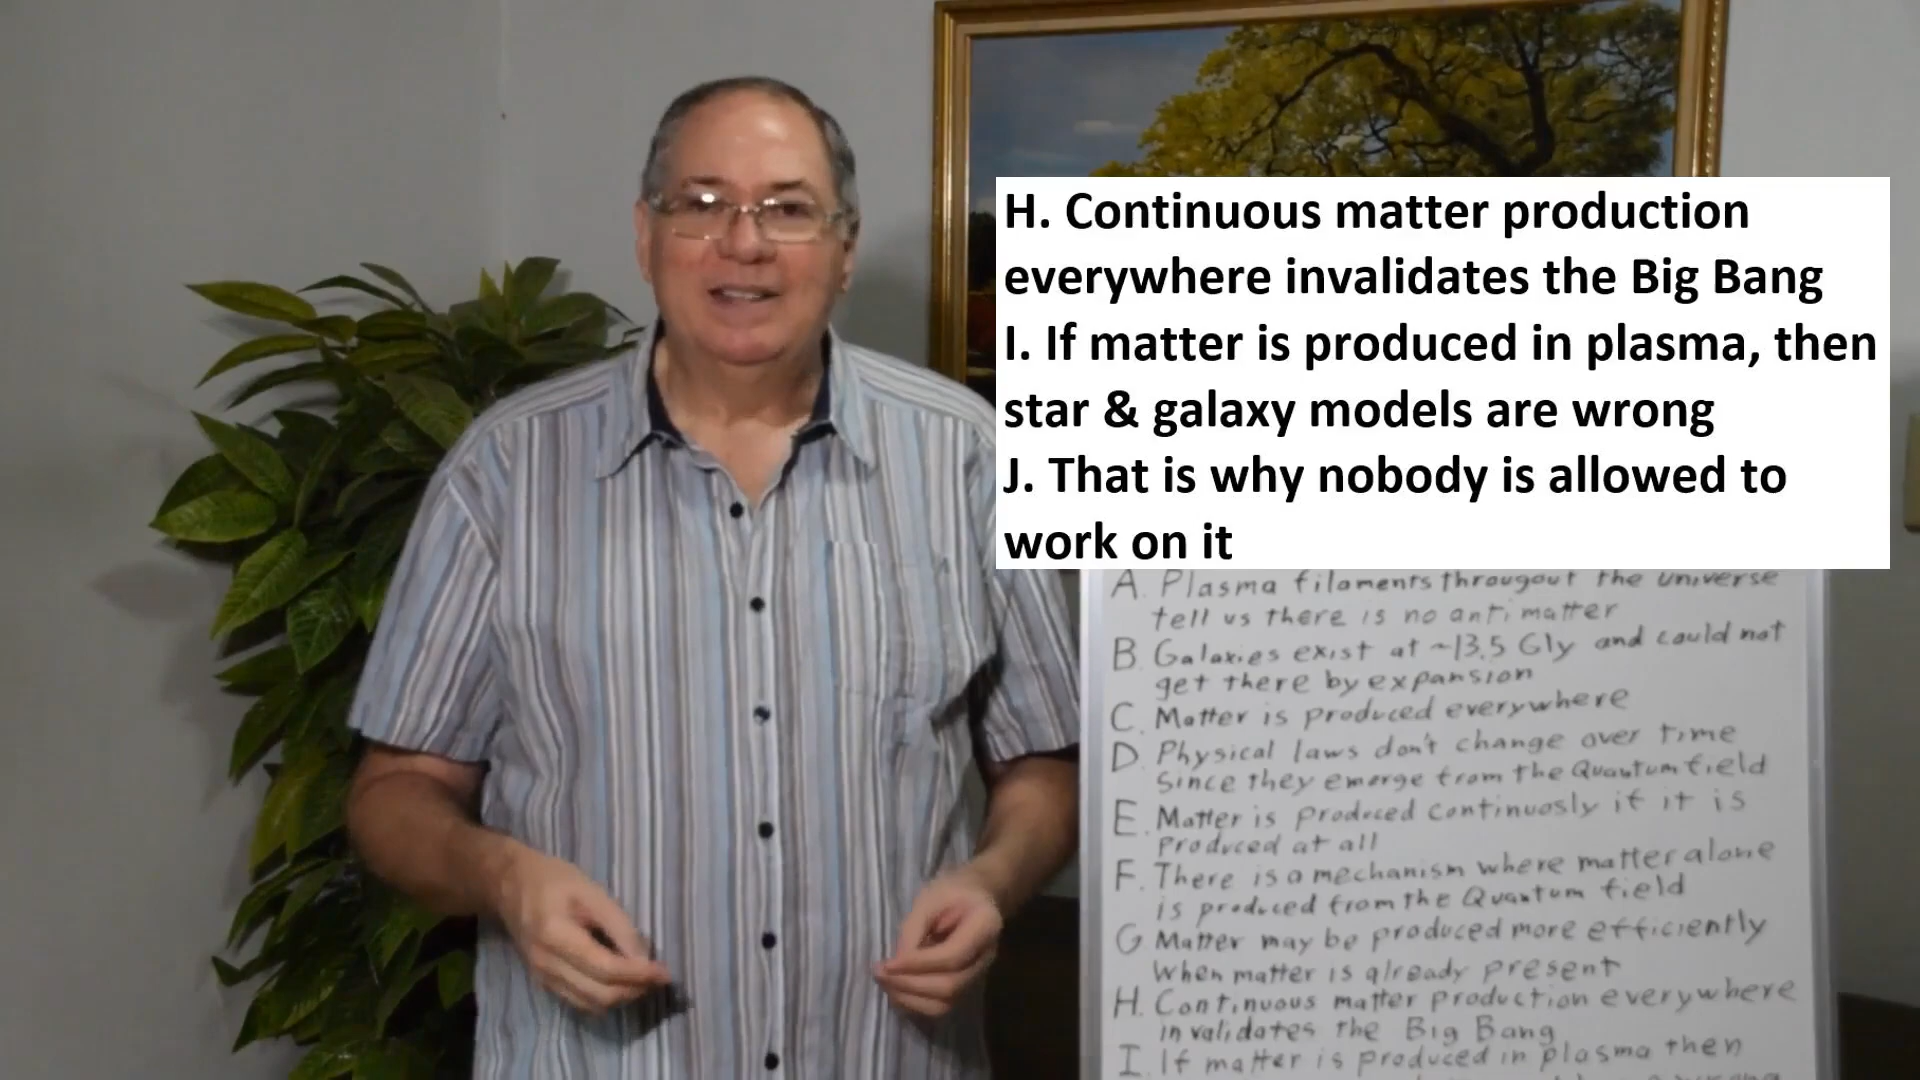 H. Continuous matter production
everywhere invalidates the Big Bang
I. If matter is produced in plasma, then
star & galaxy models are wrong
J. That is why nobody is allowed to
work on it
A. Plasma filaments througout the universe
tell us there is no antimatter
B. Galaxies exist at ~13.5 Gly and could not
get there by expansion
C. Matter is produced everywhere
D. Physical laws don't change over time
since they emerge from the Quantum field
E. Matter is produced continuosly if it is
produced at all
F. There is a mechanism where matter alone
is produced from the Quantum field
G Matter may be produced more efficiently
when matter is already present
H. Continuous matter production everywhere
invalidates the Big Bang
I. If matter is produced in plasma then